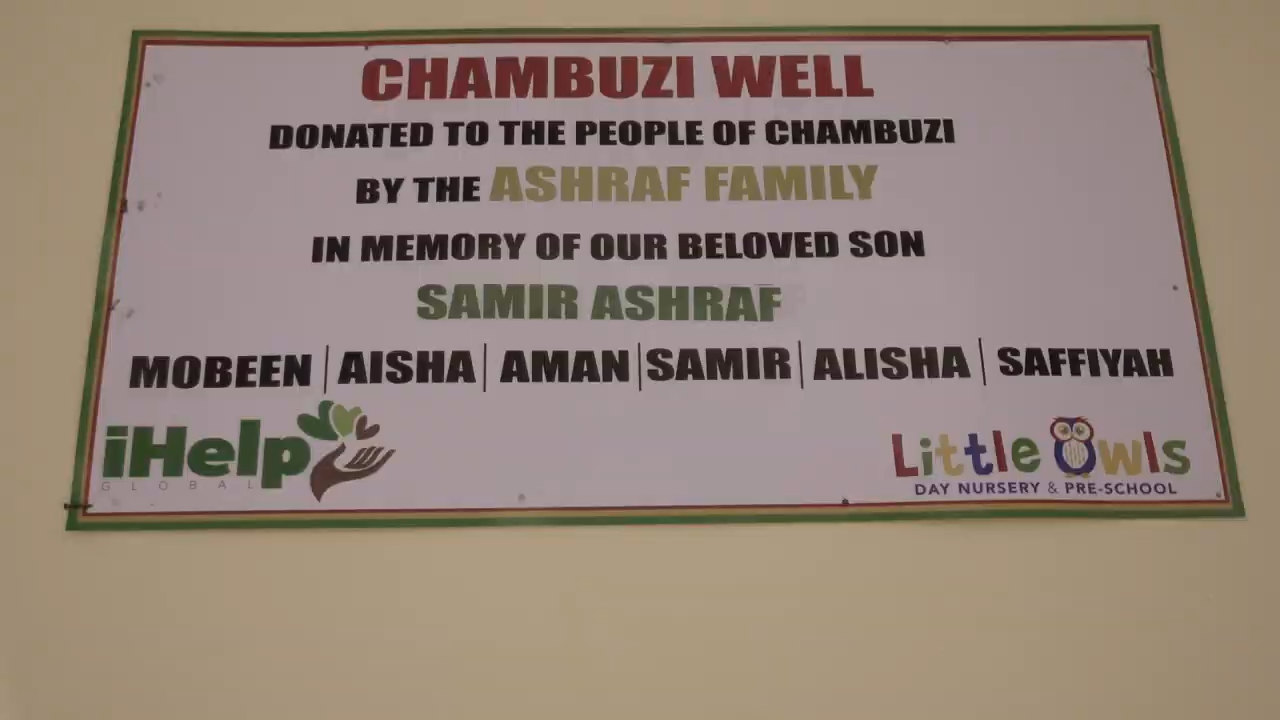 CHAMBUZI WELL
DONATED TO THE PEOPLE OF CHAMBUZI
BY THE ASHRAF FAMILY
IN MEMORY OF OUR BELOVED SON
SAMIR ASHRAF
MOBEEN | AISHA | AMAN | SAMIR | ALISHA | SAFFIYAH
iHelp
GLOBAL
Little Owls
DAY NURSERY & PRE-SCHOOL